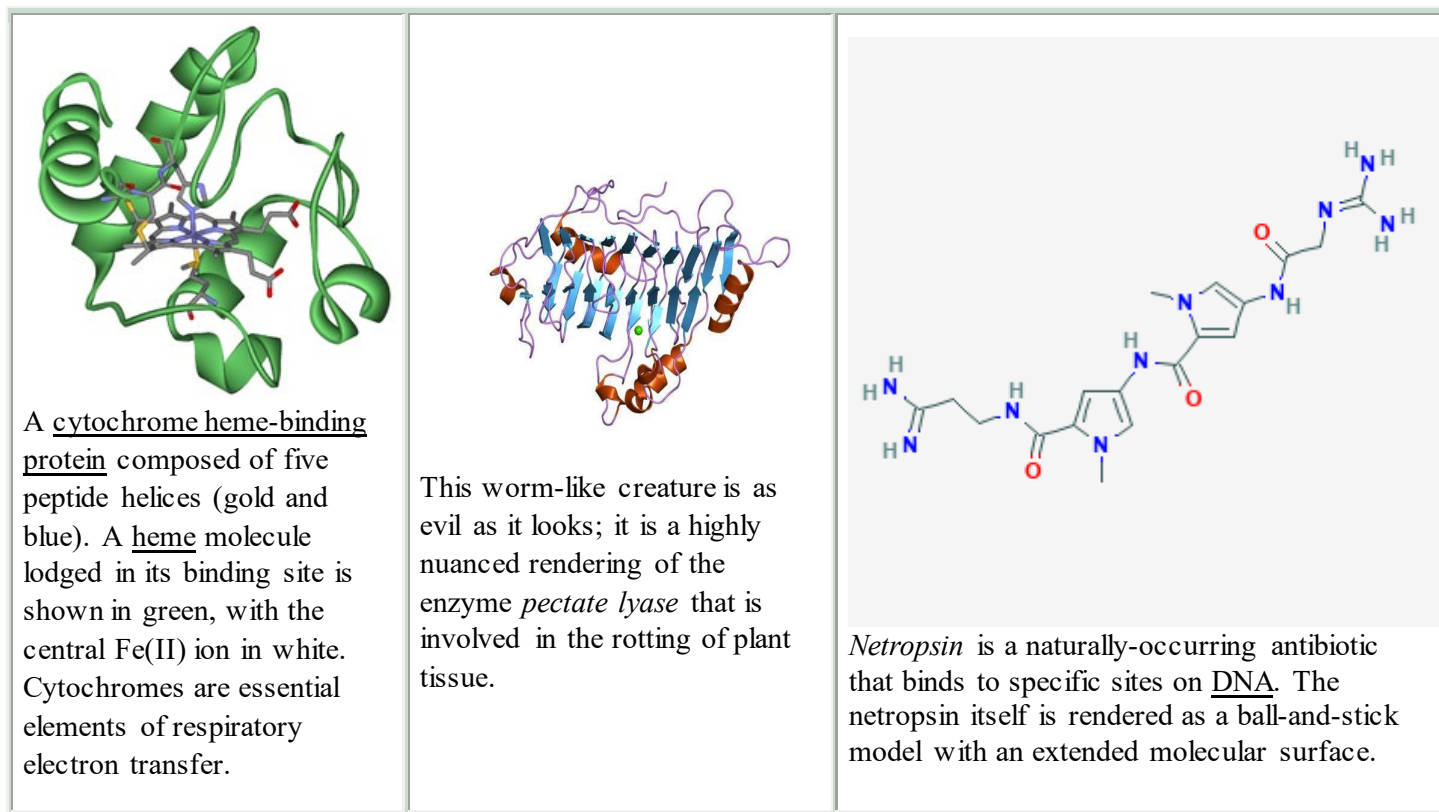 A cytochrome heme-binding
protein composed of five
peptide helices (gold and
blue). A heme molecule
lodged in its binding site is
shown in green, with the
central Fe(II) ion in white.
Cytochromes are essential
elements of respiratory
electron transfer.
This worm-like creature is as
evil as it looks; it is a highly
nuanced rendering of the
enzyme pectate lyase that is
involved in the rotting of plant
tissue.
H
H N H
N
N H
O H
N
N H
H
N
O
H
H N
H N
N
H N
O
Netropsin is a naturally-occurring antibiotic
that binds to specific sites on DNA. The
netropsin itself is rendered as a ball-and-stick
model with an extended molecular surface.